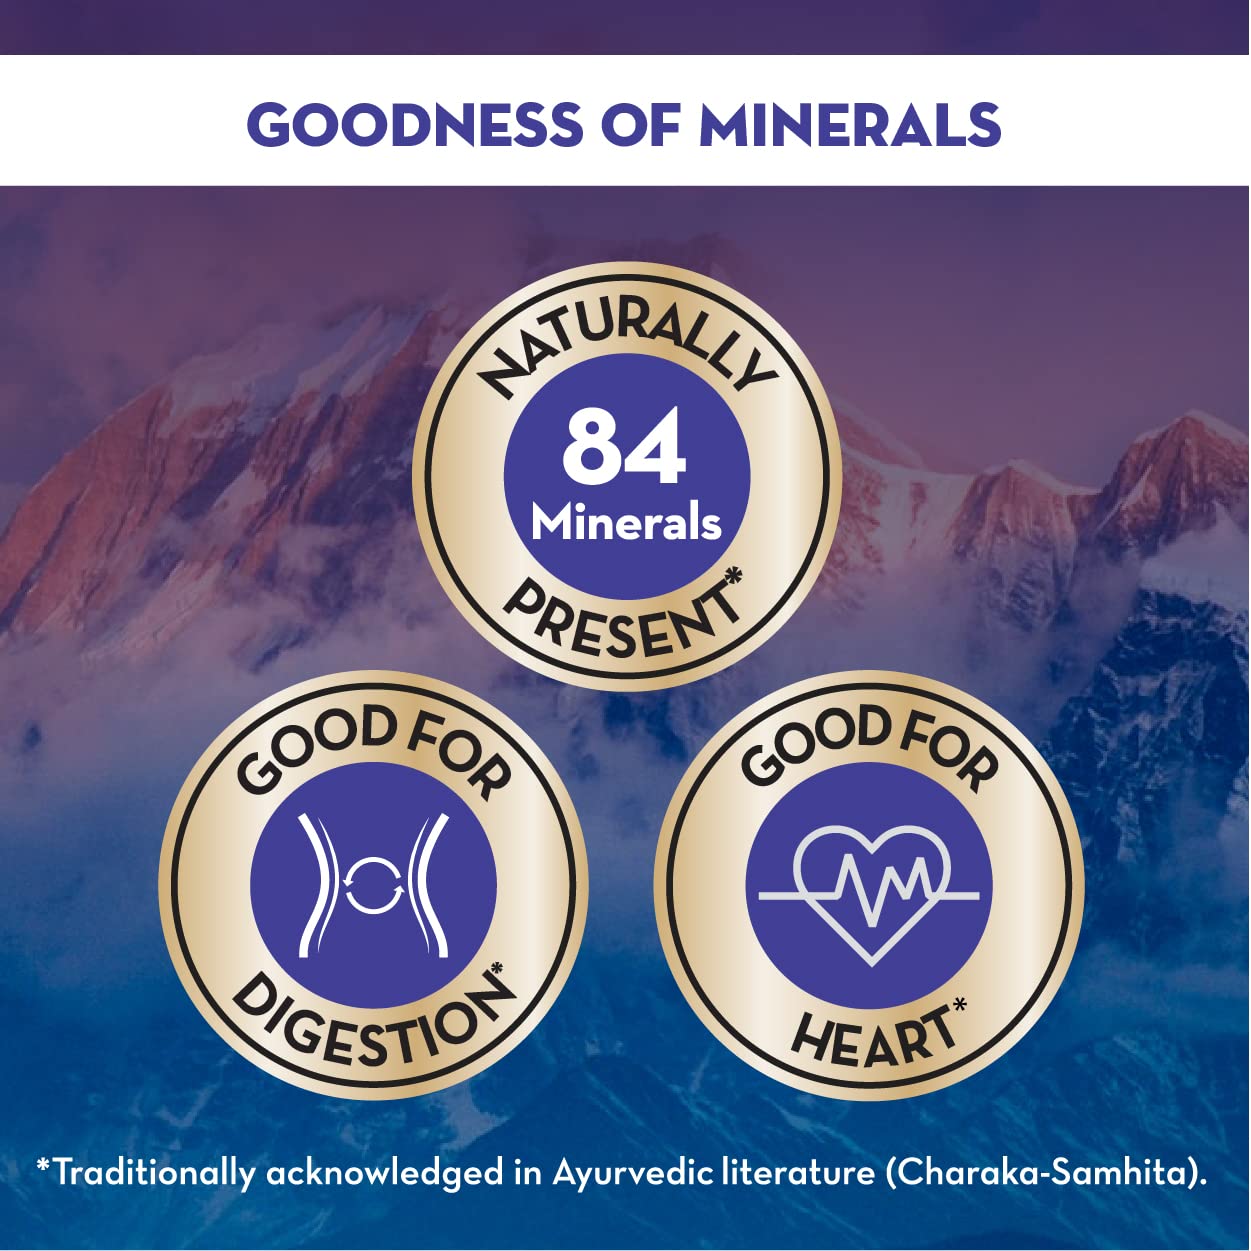 GOODNESS OF MINERALS
NATURALLY
84
Minerals
PRESENT*
GOOD FOR
DIGESTION*
GOOD FOR
HEART*
*Traditionally acknowledged in Ayurvedic literature (Charaka-Samhita).